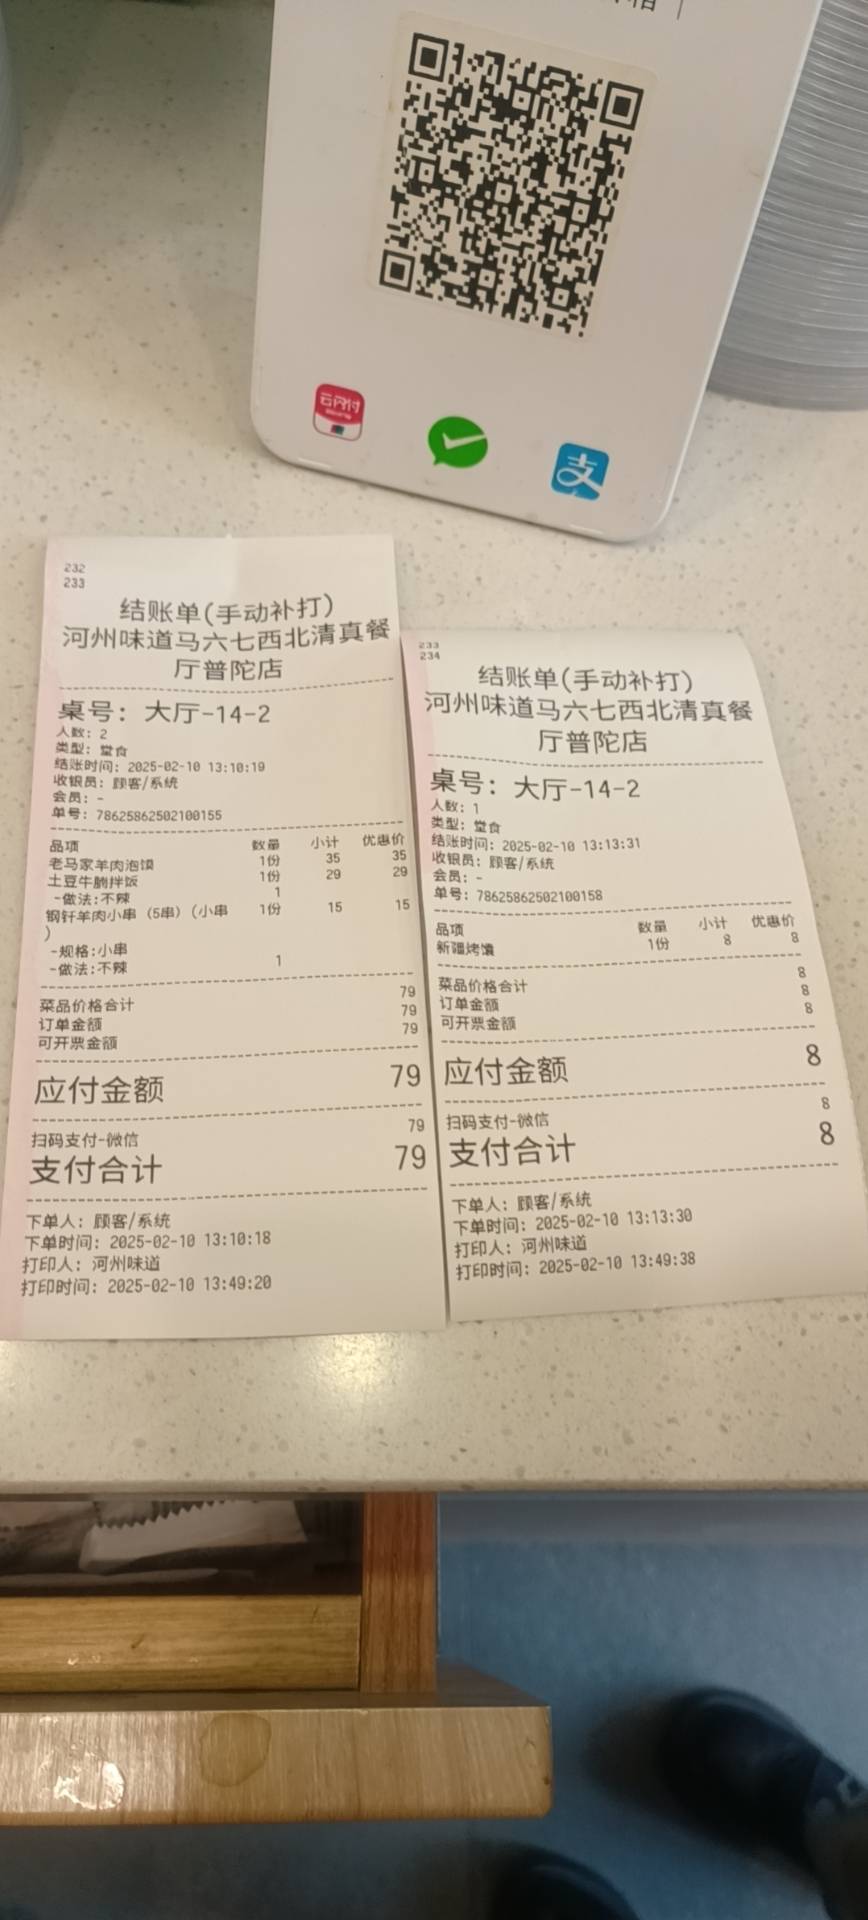 云闪付
支
232
233
结账单(手动补打)
河州味道马六七西北清真餐
厅普陀店
桌号: 大厅-14-2
人数: 2
类型: 堂食
结账时间: 2025-02-10 13:10:19
收银员: 顾客/系统
会员: -
单号: 78625862502100155
品项 数量 小计 优惠价
老马家羊肉泡馍 1份 35 35
土豆牛腩拌饭 1份 29 29
-做法:不辣 1
钢钎羊肉小串（5串）(小串 1份 15 15
)
-规格:小串
-做法:不辣 1
菜品价格合计 79
订单金额 79
可开票金额 79
应付金额 79
扫码支付-微信 79
支付合计 79
下单人: 顾客/系统
下单时间: 2025-02-10 13:10:18
打印人: 河州味道
打印时间: 2025-02-10 13:49:20
233
234
结账单(手动补打)
河州味道马六七西北清真餐
厅普陀店
桌号: 大厅-14-2
人数: 1
类型: 堂食
结账时间: 2025-02-10 13:13:31
收银员: 顾客/系统
会员: -
单号: 78625862502100158
品项 数量 小计 优惠价
新疆烤馕 1份 8 8
菜品价格合计 8
订单金额 8
可开票金额 8
应付金额 8
扫码支付-微信 8
支付合计 8
下单人: 顾客/系统
下单时间: 2025-02-10 13:13:30
打印人: 河州味道
打印时间: 2025-02-10 13:49:38